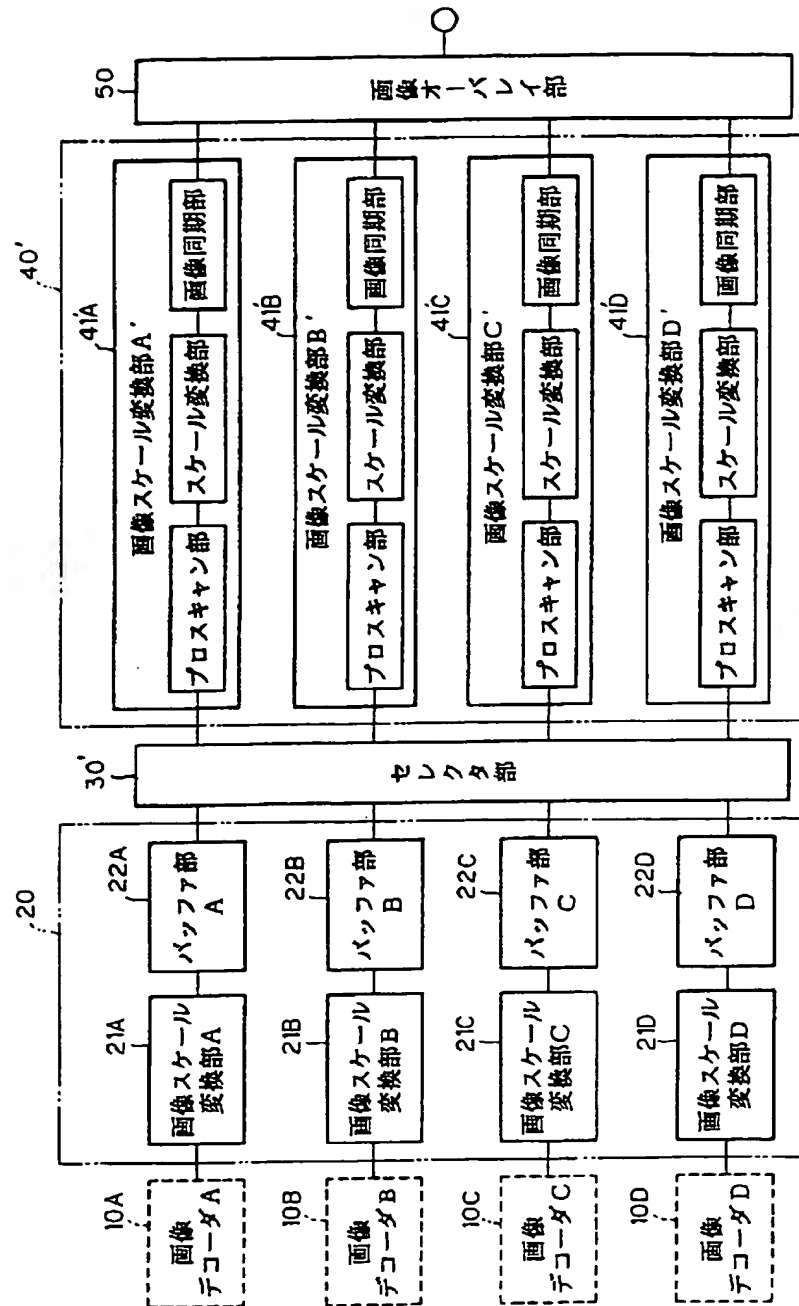 10A
画像
デコーダA
10B
画像
デコーダB
10C
画像
デコーダC
10D
画像
デコーダD
20
21A
画像スケール
変換部A
22A
バッファ部
A
21B
画像スケール
変換部B
22B
バッファ部
B
21C
画像スケール
変換部C
22C
バッファ部
C
21D
画像スケール
変換部D
22D
バッファ部
D
30'
セレクタ部
40'
41'A
画像スケール変換部A'
プロスキャン部
スケール変換部
画像同期部
41'B
画像スケール変換部B'
プロスキャン部
スケール変換部
画像同期部
41'C
画像スケール変換部C'
プロスキャン部
スケール変換部
画像同期部
41'D
画像スケール変換部D'
プロスキャン部
スケール変換部
画像同期部
50
画像オーバレイ部